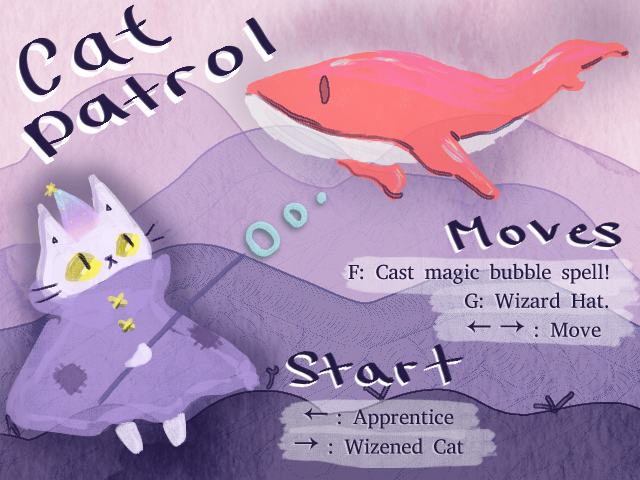 Cat
Patrol
Moves
F: Cast magic bubble spell!
G: Wizard Hat.
← → : Move
Start
← : Apprentice
→ : Wizened Cat